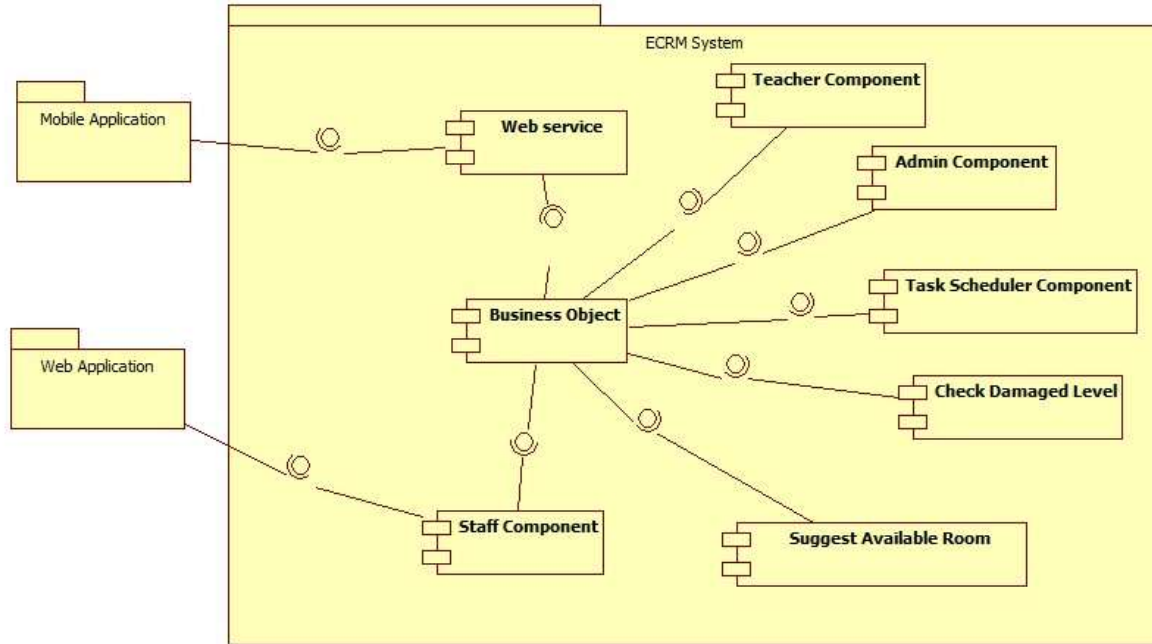 ECRM System
Teacher Component
Mobile Application
Web service
Admin Component
Task Scheduler Component
Business Object
Web Application
Check Damaged Level
Staff Component
Suggest Available Room